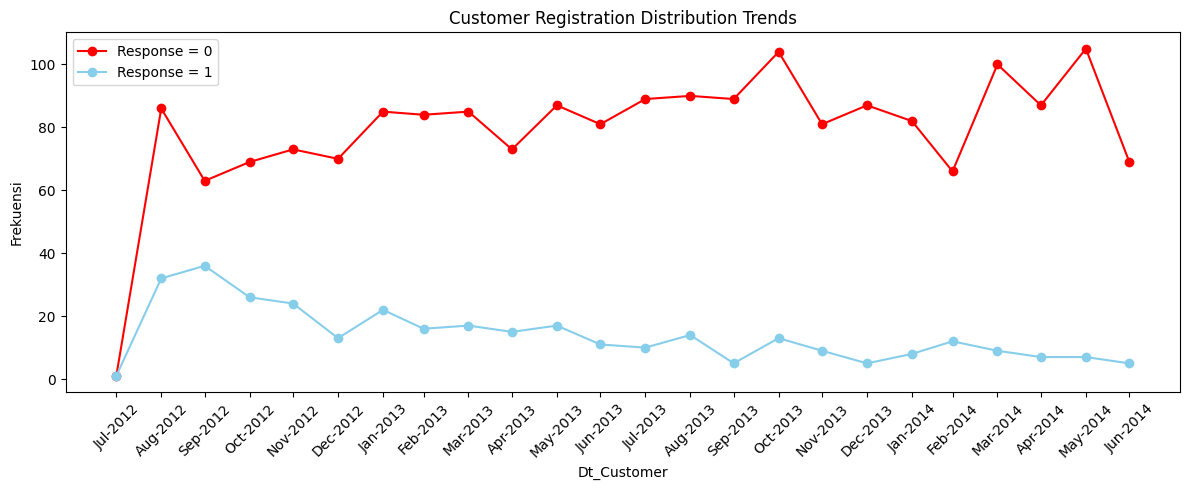 Customer Registration Distribution Trends
Response = 0
Response = 1
Frekuensi
100
80
60
40
20
0
Jul-2012
Aug-2012
Sep-2012
Oct-2012
Nov-2012
Dec-2012
Jan-2013
Feb-2013
Mar-2013
Apr-2013
May-2013
Jun-2013
Jul-2013
Aug-2013
Sep-2013
Oct-2013
Nov-2013
Dec-2013
Jan-2014
Feb-2014
Mar-2014
Apr-2014
May-2014
Jun-2014
Dt_Customer